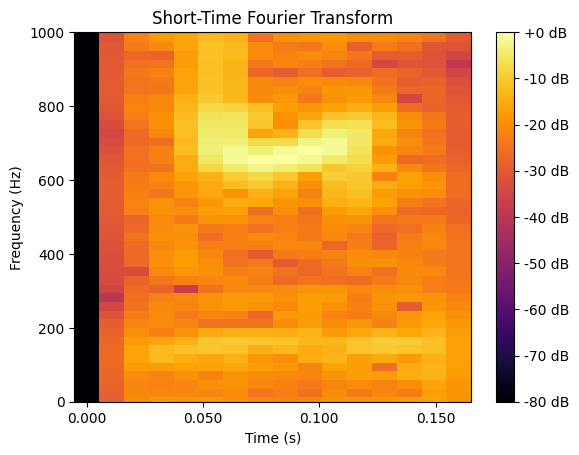 Short-Time Fourier Transform
1000
800
600
400
200
0
Frequency (Hz)
0.000
0.050
0.100
0.150
Time (s)
+0 dB
-10 dB
-20 dB
-30 dB
-40 dB
-50 dB
-60 dB
-70 dB
-80 dB